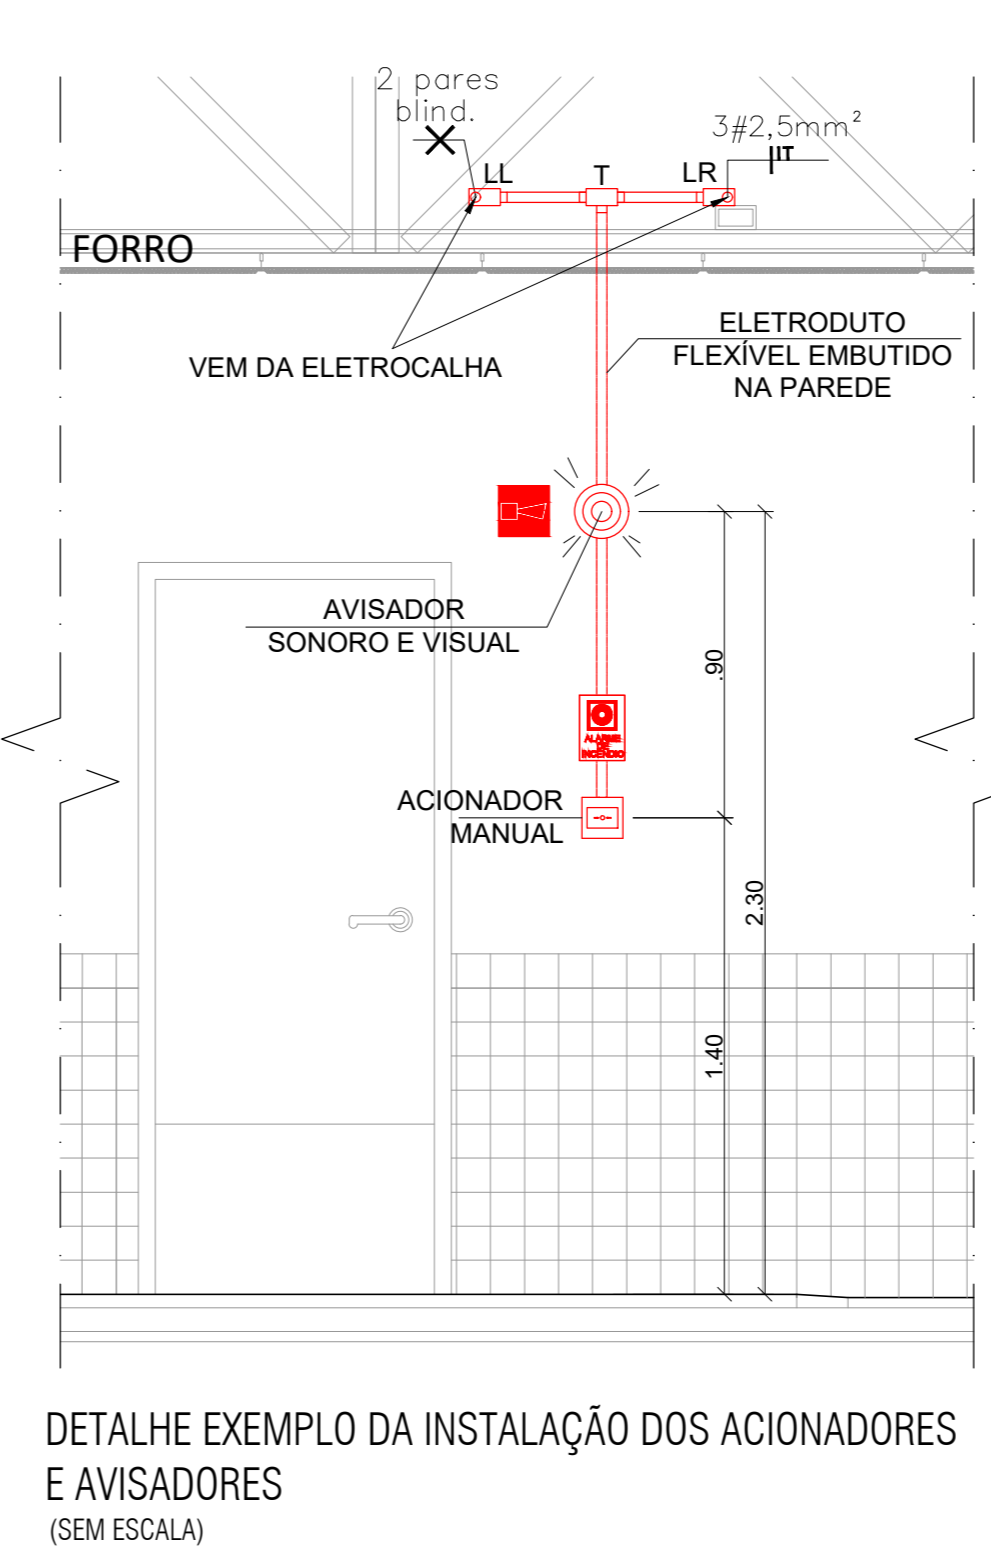 2 pares
blind.
3#2,5mm²
LL
T
LR
FORRO
VEM DA ELETROCALHA
ELETRODUTO
FLEXÍVEL EMBUTIDO
NA PAREDE
AVISADOR
SONORO E VISUAL
.90
ALARME
DE
INCÊNDIO
ACIONADOR
MANUAL
2.30
1.40
DETALHE EXEMPLO DA INSTALAÇÃO DOS ACIONADORES
E AVISADORES
(SEM ESCALA)